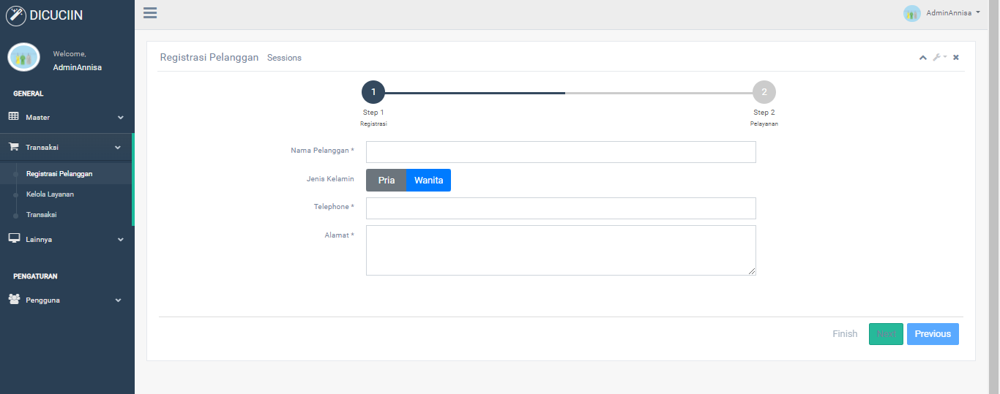 DICUCIIN
AdminAnnisa
Welcome,
AdminAnnisa
GENERAL
Master
Transaksi
Registrasi Pelanggan
Kelola Layanan
Transaksi
Lainnya
PENGATURAN
Pengguna
Registrasi Pelanggan Sessions
1
2
Step 1
Step 2
Registrasi
Pelayanan
Nama Pelanggan *
Jenis Kelamin
Pria
Wanita
Telephone *
Alamat *
Finish
Next
Previous